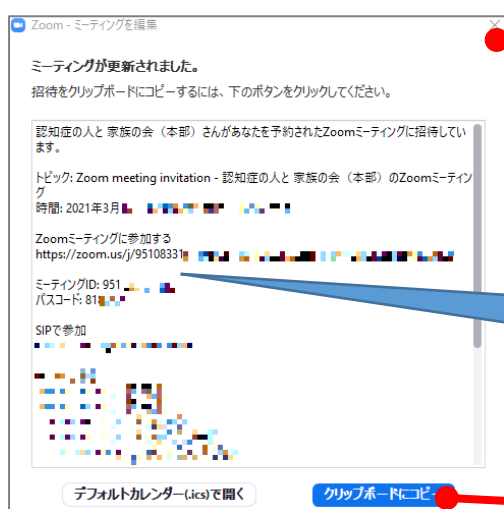 Zoom - ミーティングを編集
ミーティングが更新されました。
招待をクリップボードにコピーするには、下のボタンをクリックしてください。
認知症の人と 家族の会（本部）さんがあなたを予約されたZoomミーティングに招待してい
ます。
トピック: Zoom meeting invitation - 認知症の人と 家族の会（本部）のZoomミーティン
グ
時間: 2021年3月
Zoomミーティングに参加する
https://zoom.us/j/95108331
ミーティングID: 951
パスコード: 81
SIPで参加
デフォルトカレンダー(.ics)で開く
クリップボードにコピー